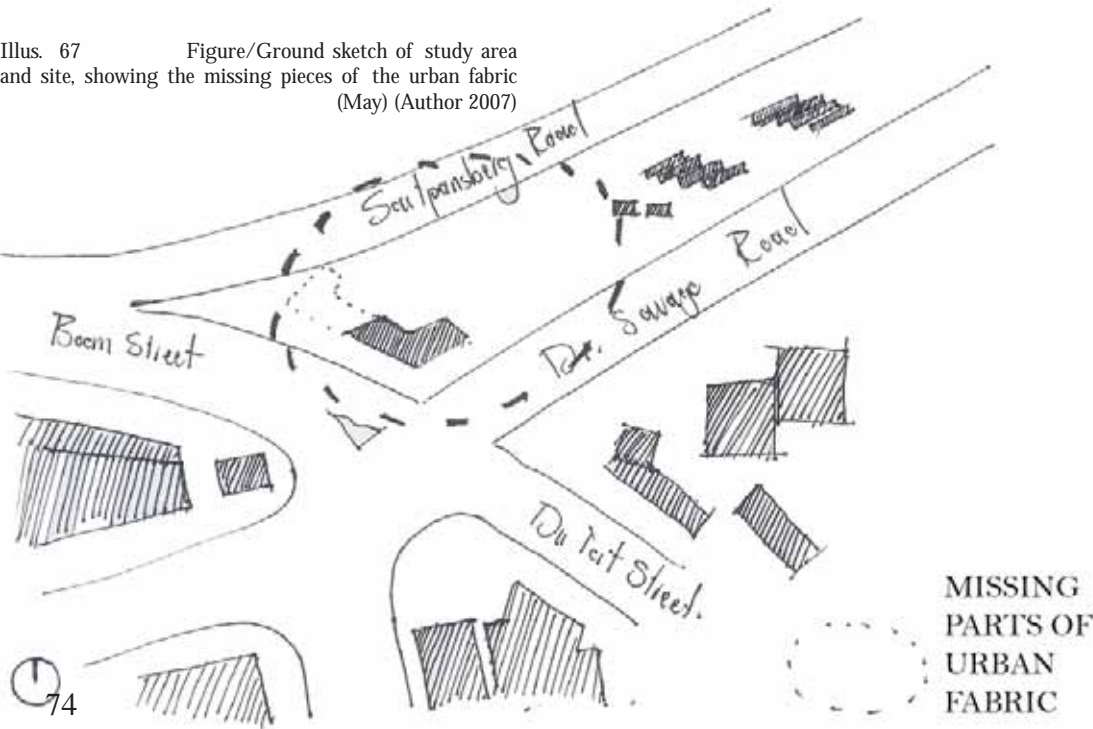 Illus. 67 Figure/Ground sketch of study area
and site, showing the missing pieces of the urban fabric
(May) (Author 2007)
Soutpansberg Road
Dr. Savage Road
Boom Street
Du Toit Street.
MISSING
PARTS OF
URBAN
FABRIC
74